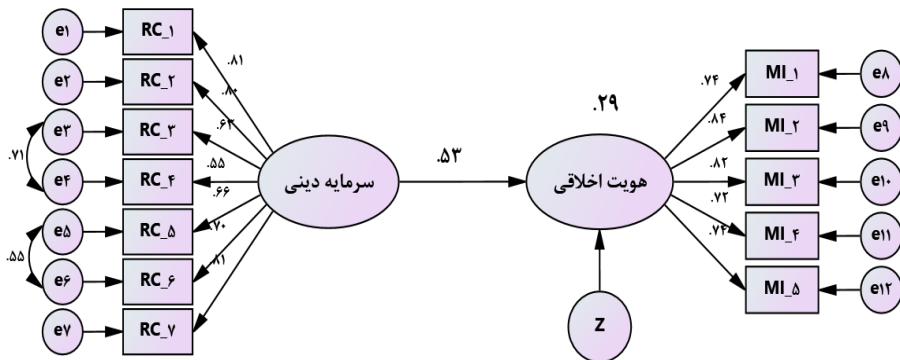 e۱ RC_۱
.۸۱
e۲ RC_۲
.۸۰
e۳ RC_۳
.۶۳
.۷۱
e۴ RC_۴
.۵۵
e۵ RC_۵
.۶۶
.۵۵
e۶ RC_۶
.۷۰
e۷ RC_۷
.۸۱
سرمایه دینی
.۵۳
.۲۹
هویت اخلاقی
Z
.۷۴
MI_۱ e۸
.۸۴
MI_۲ e۹
.۸۲
MI_۳ e۱۰
.۷۲
MI_۴ e۱۱
.۷۴
MI_۵ e۱۲